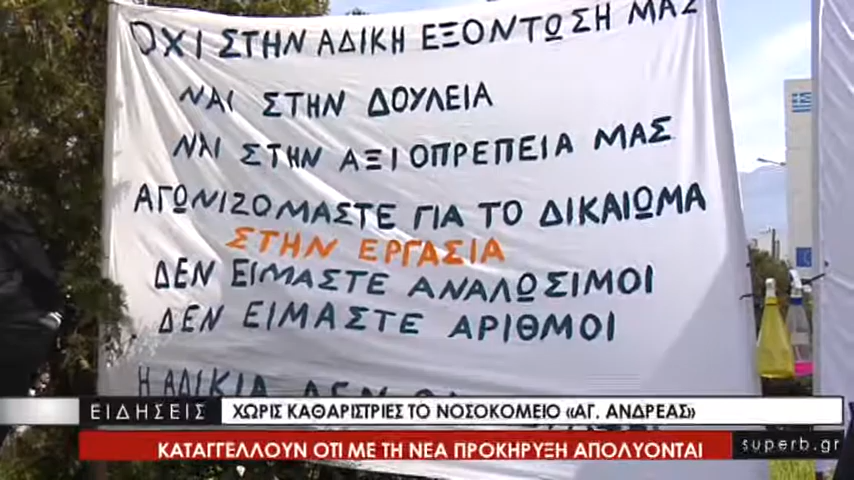 ΟΧΙ ΣΤΗΝ ΑΔΙΚΗ ΕΞΟΝΤΩΣΗ ΜΑΣ
ΝΑΙ ΣΤΗΝ ΔΟΥΛΕΙΑ
ΝΑΙ ΣΤΗΝ ΑΞΙΟΠΡΕΠΕΙΑ ΜΑΣ
ΑΓΩΝΙΖΟΜΑΣΤΕ ΓΙΑ ΤΟ ΔΙΚΑΙΩΜΑ
ΣΤΗΝ ΕΡΓΑΣΙΑ
ΔΕΝ ΕΙΜΑΣΤΕ ΑΝΑΛΩΣΙΜΟΙ
ΔΕΝ ΕΙΜΑΣΤΕ ΑΡΙΘΜΟΙ
Η ΑΔΙΚΙΑ ΔΕΝ
ΕΙΔΗΣΕΙΣ ΧΩΡΙΣ ΚΑΘΑΡΙΣΤΡΙΕΣ ΤΟ ΝΟΣΟΚΟΜΕΙΟ «ΑΓ. ΑΝΔΡΕΑΣ»
ΚΑΤΑΓΓΕΛΛΟΥΝ ΟΤΙ ΜΕ ΤΗ ΝΕΑ ΠΡΟΚΗΡΥΞΗ ΑΠΟΛΥΟΝΤΑΙ superb.gr